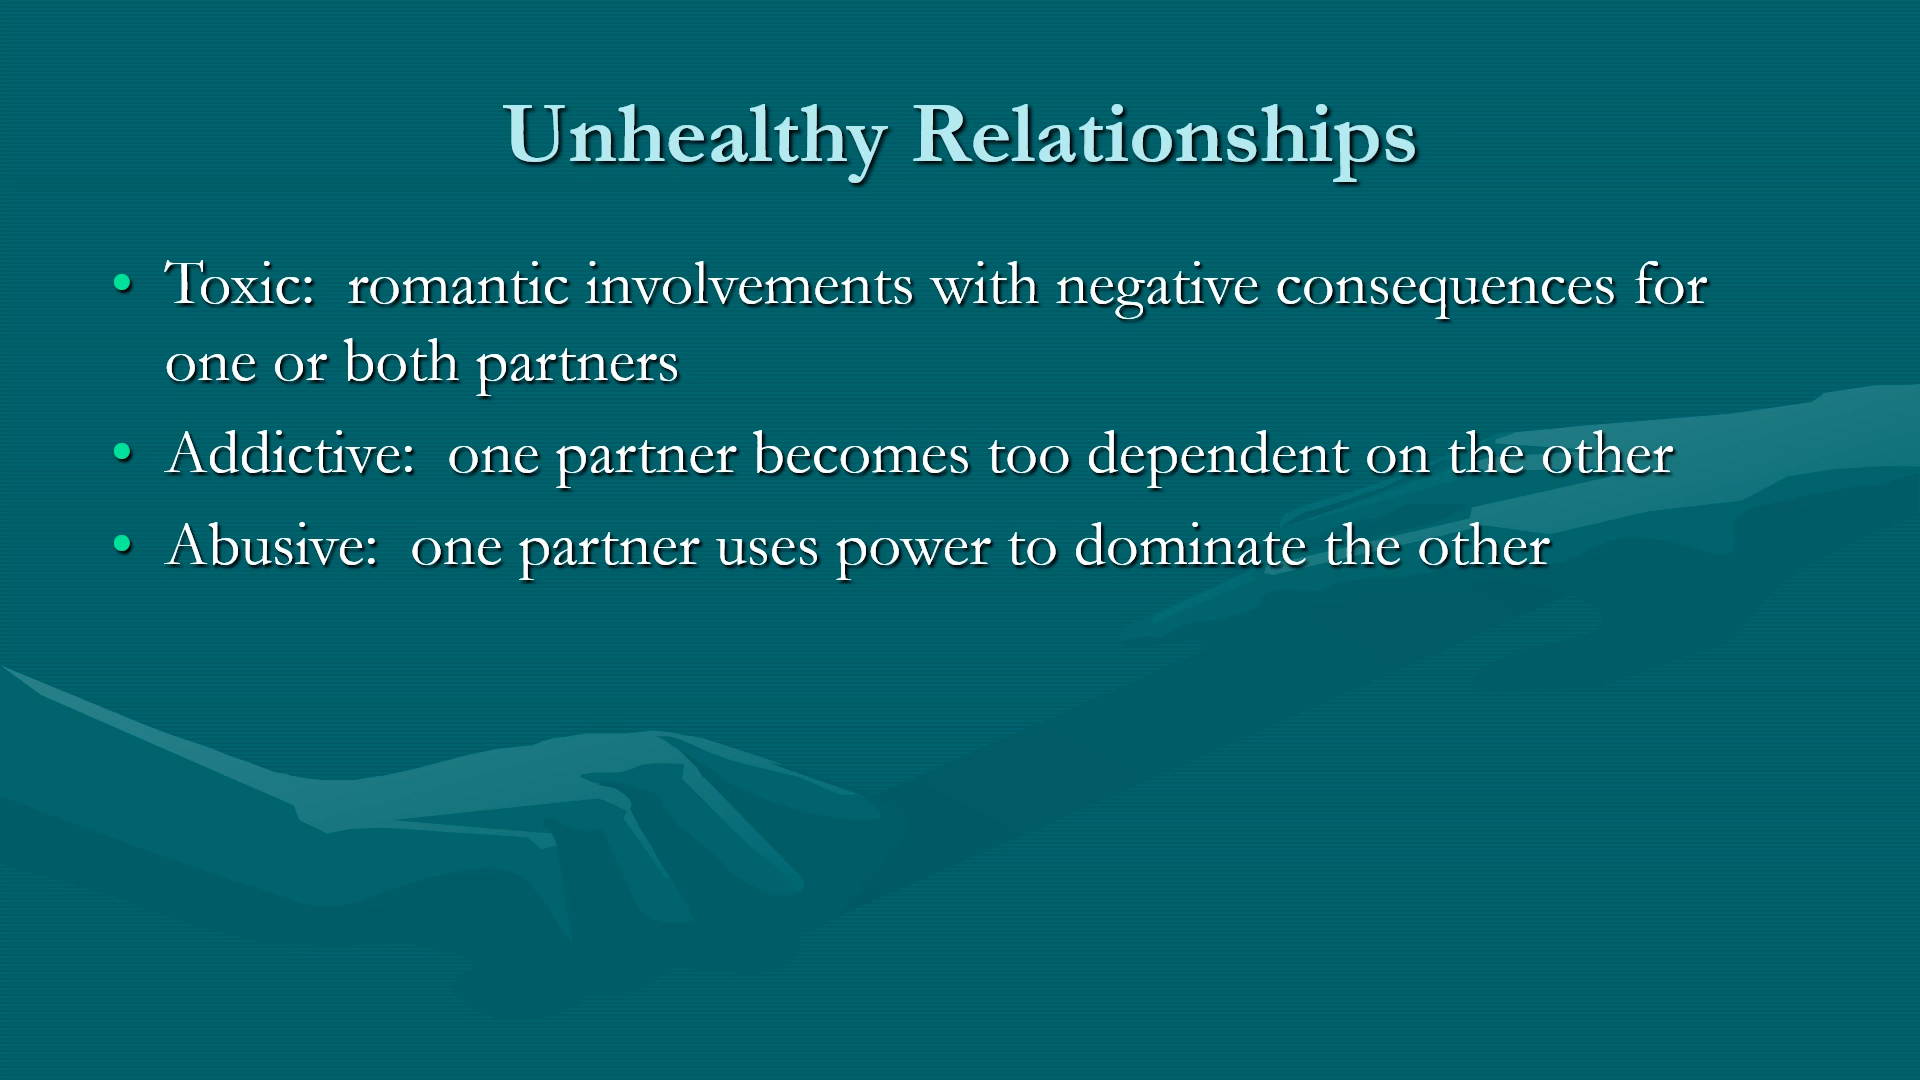 Unhealthy Relationships
• Toxic:  romantic involvements with negative consequences for
one or both partners
• Addictive:  one partner becomes too dependent on the other
• Abusive:  one partner uses power to dominate the other